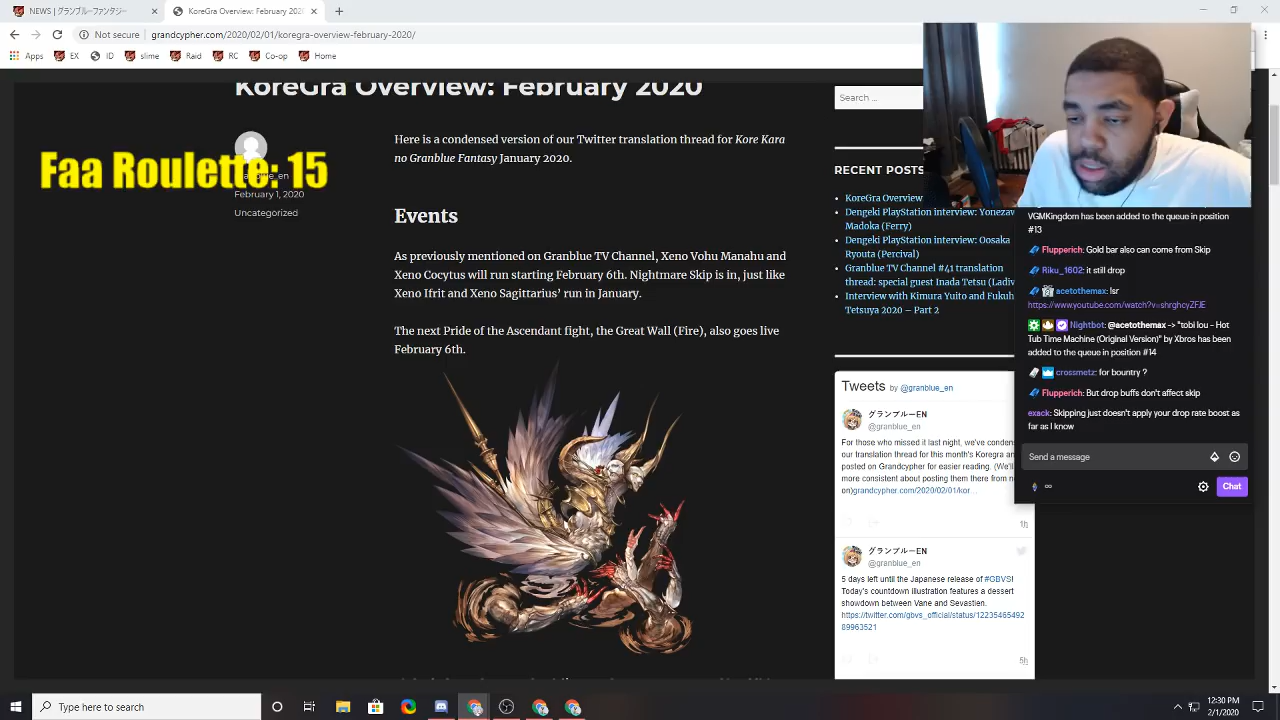 NEWS | グランブルーファンタジー
KoreGra Overview: February 202
Not secure | grandcypher.com/2020/02/01/koregra-overview-february-2020/
Apps EX ID slime Raid RC Co-op Home
KoreGra Overview: February 2020
Faa Roulette: 15
February 1, 2020
Uncategorized
Here is a condensed version of our Twitter translation thread for Kore Kara
no Granblue Fantasy January 2020.
Events
As previously mentioned on Granblue TV Channel, Xeno Vohu Manahu and
Xeno Cocytus will run starting February 6th. Nightmare Skip is in, just like
Xeno Ifrit and Xeno Sagittarius' run in January.
The next Pride of the Ascendant fight, the Great Wall (Fire), also goes live
February 6th.
Search ...
RECENT POSTS
KoreGra Overview
Dengeki PlayStation interview: Yonezaw
Madoka (Ferry)
Dengeki PlayStation interview: Oosaka
Ryouta (Percival)
Granblue TV Channel #41 translation
thread: special guest Inada Tetsu (Ladiv
Interview with Kimura Yuito and Fukuh
Tetsuya 2020 – Part 2
Tweets by @granblue_en
グランブルーEN
@granblue_en
For those who missed it last night, we've conden
our translation thread for this month's Koregra an
posted on Grandcypher for easier reading. (We'll
more consistent about posting them there from n
on)grandcypher.com/2020/02/01/kor...
1h
グランブルーEN
@granblue_en
5 days left until the Japanese release of #GBVS!
Today's countdown illustration features a dessert
showdown between Vane and Sevastien.
https://twitter.com/gbvs_official/status/12235465492
89963521
5h
VGMKingdom has been added to the queue in position
#13
Flupperich: Gold bar also can come from Skip
Riku_1602: it still drop
acetothemax: !sr
https://www.youtube.com/watch?v=shrghcyZFJE
Nightbot: @acetothemax -> "tobi lou - Hot
Tub Time Machine (Original Version)" by Xbros has been
added to the queue in position #14
crossmetz: for bountry ?
Flupperich: But drop buffs don't affect skip
exack: Skipping just doesn't apply your drop rate boost as
far as I know
Send a message
∞
Chat
Type here to search
12:30 PM
2/1/2020